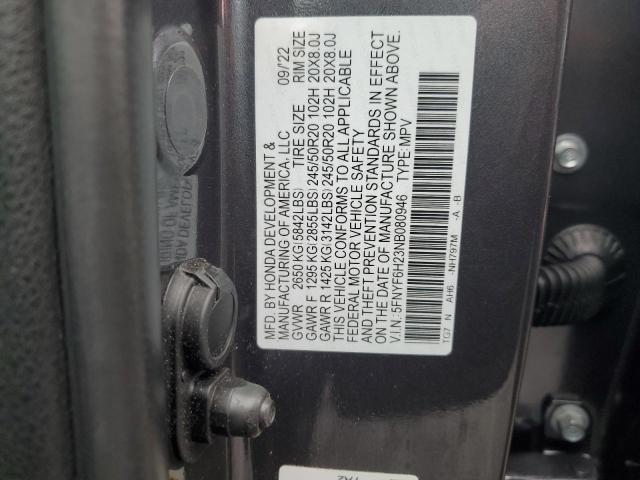 MFD. BY HONDA DEVELOPMENT &
MANUFACTURING OF AMERICA, LLC 09/'22
GVWR 2650 KG(5842LBS) TIRE SIZE RIM SIZE
GAWR F 1295 KG(2855LBS)245/50R20 102H 20X8.0J
GAWR R 1425 KG(3142LBS)245/50R20 102H 20X8.0J
THIS VEHICLE CONFORMS TO ALL APPLICABLE
FEDERAL MOTOR VEHICLE SAFETY
AND THEFT PREVENTION STANDARDS IN EFFECT
ON THE DATE OF MANUFACTURE SHOWN ABOVE.
V.I.N.: 5FNYF6H23NB080946 TYPE: MPV
TG7 N AH6 -NH797M -A -B